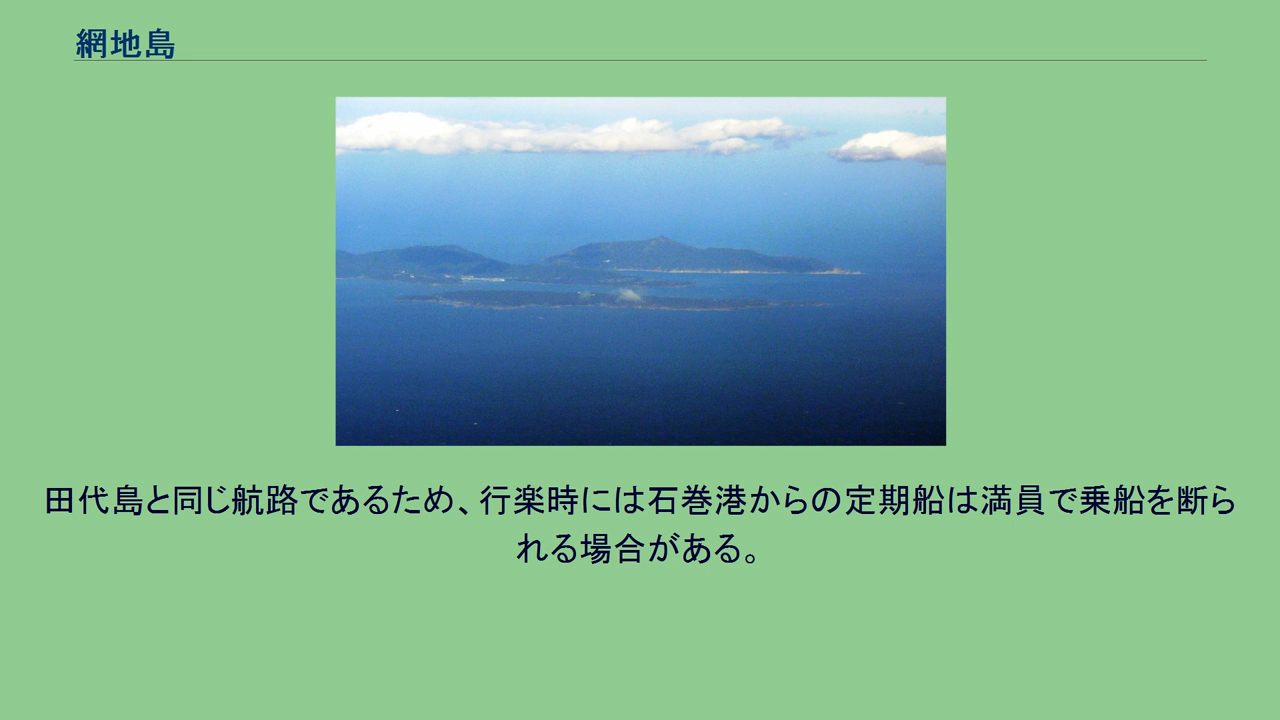 網地島
田代島と同じ航路であるため、行楽時には石巻港からの定期船は満員で乗船を断ら
れる場合がある。